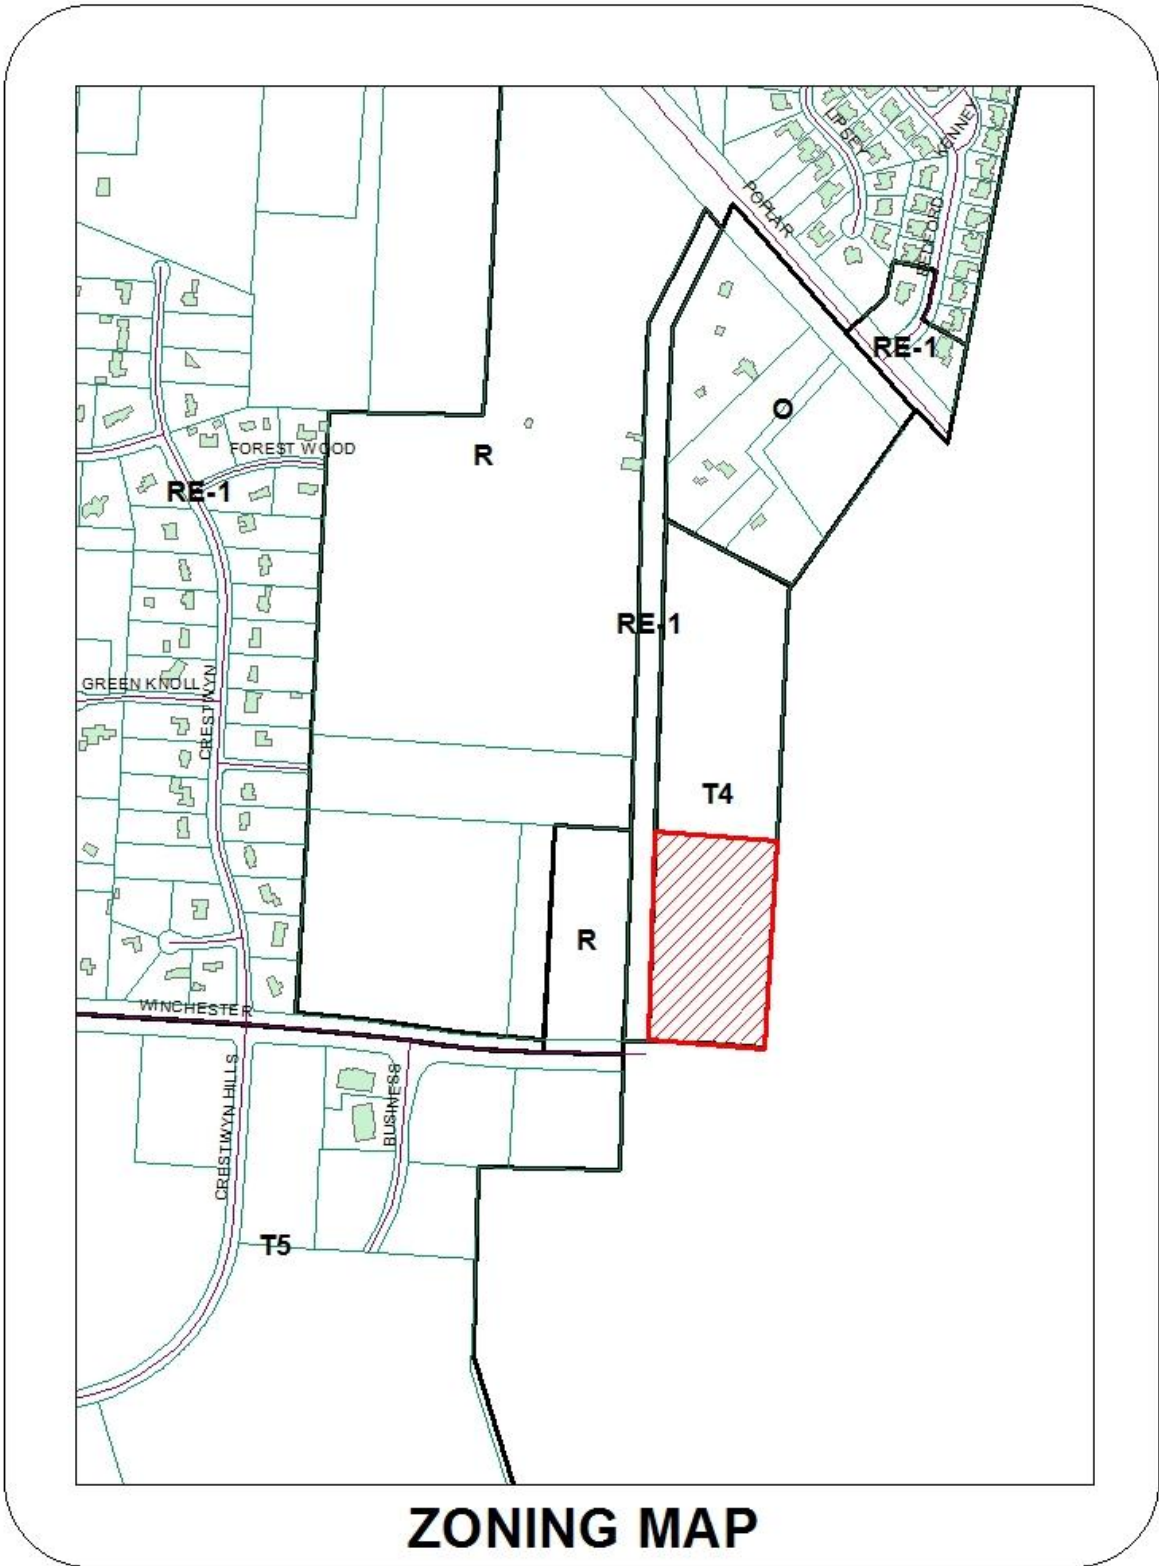 LIPSEY
KENNEY
POPLAR
RE-1
O
FOREST WOOD
R
RE-1
RE-1
GREEN KNOLL
CRESTWYN
T4
R
WINCHESTER
CRESTWYN HILLS
BUSINESS
T5
ZONING MAP